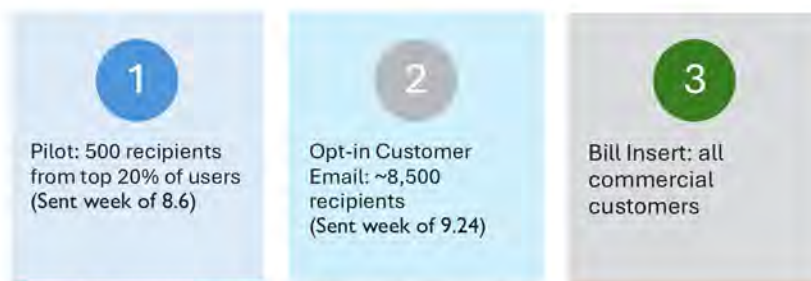 1
Pilot: 500 recipients
from top 20% of users
(Sent week of 8.6)
2
Opt-in Customer
Email: ~8,500
recipients
(Sent week of 9.24)
3
Bill Insert: all
commercial
customers